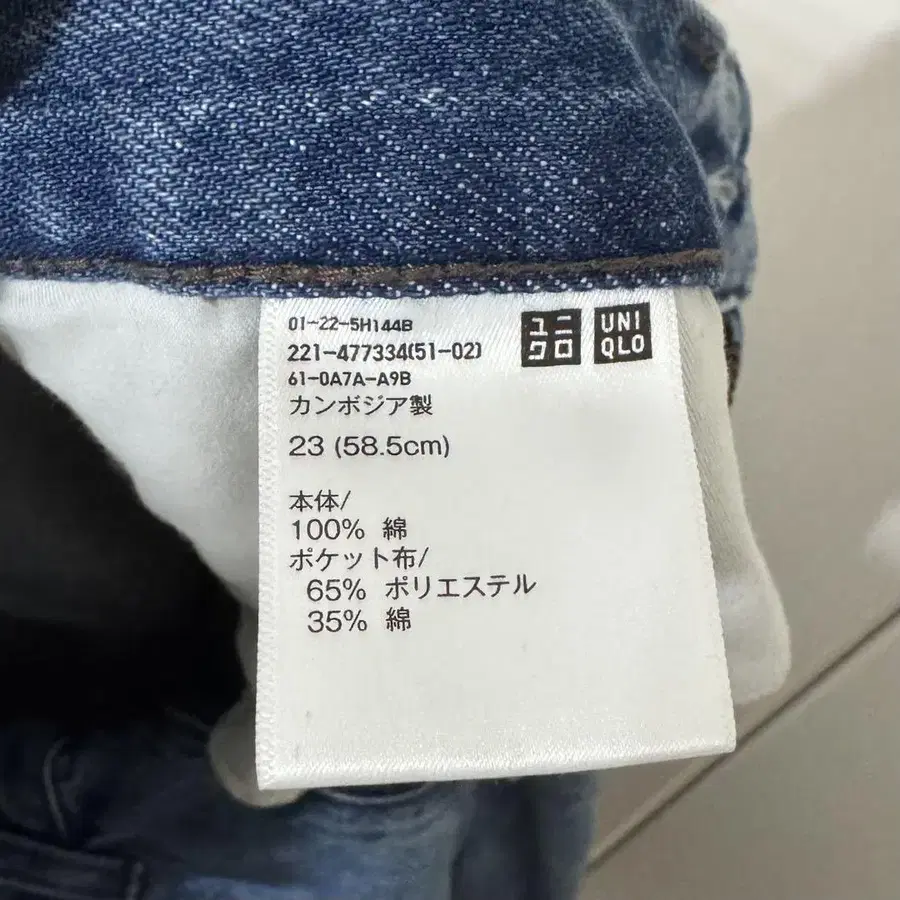 01-22-5H144B
221-477334(51-02)
61-0A7A-A9B
カンボジア製
23 (58.5cm)
本体/
100% 綿
ポケット布/
65% ポリエステル
35% 綿
ユニ
クロ
UNI
QLO